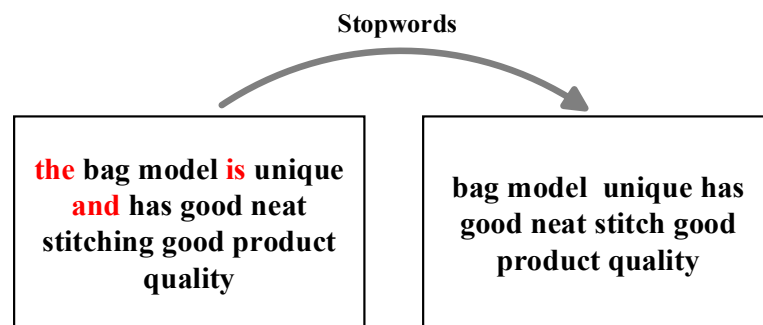 Stopwords
the bag model is unique
and has good neat
stitching good product
quality
bag model unique has
good neat stitch good
product quality